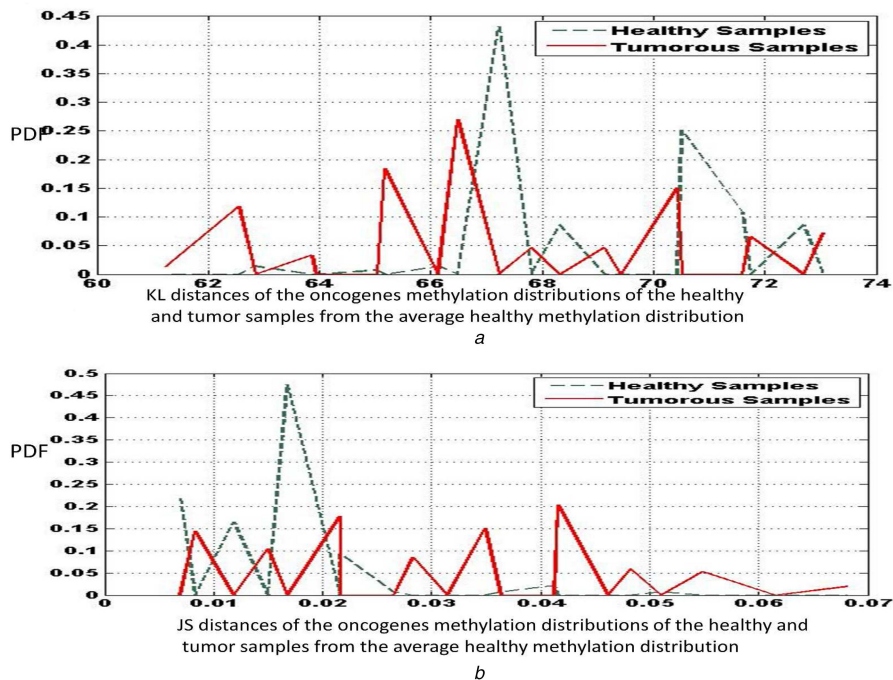 0.45
0.4
0.35
0.3
PDF 0.25
0.2
0.15
0.1
0.05
0
60 62 64 66 68 70 72 74
Healthy Samples
Tumorous Samples
KL distances of the oncogenes methylation distributions of the healthy
and tumor samples from the average healthy methylation distribution
a
0.5
0.45
0.4
0.35
PDF
0.3
0.25
0.2
0.15
0.1
0.05
0
0 0.01 0.02 0.03 0.04 0.05 0.06 0.07
Healthy Samples
Tumorous Samples
JS distances of the oncogenes methylation distributions of the healthy and
tumor samples from the average healthy methylation distribution
b